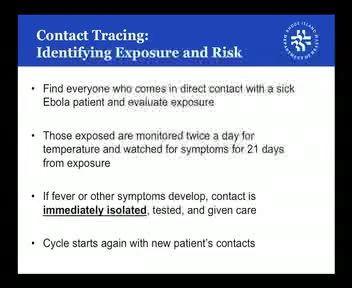 Contact Tracing:
Identifying Exposure and Risk
• Find everyone who comes in direct contact with a sick
Ebola patient and evaluate exposure
• Those exposed are monitored twice a day for
temperature and watched for symptoms for 21 days
from exposure
• If fever or other symptoms develop, contact is
immediately isolated, tested, and given care
• Cycle starts again with new patient's contacts